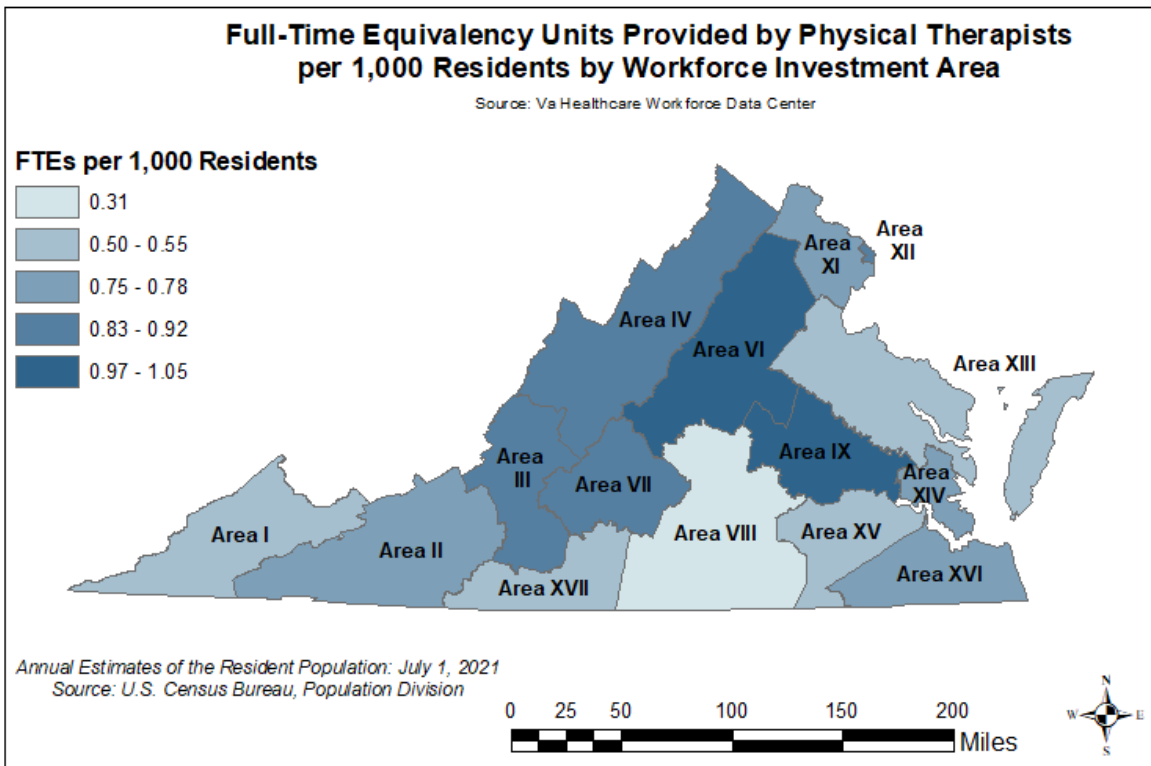 Full-Time Equivalency Units Provided by Physical Therapists
per 1,000 Residents by Workforce Investment Area
Source: Va Healthcare Workforce Data Center
FTEs per 1,000 Residents
0.31
0.50 - 0.55
0.75 - 0.78
0.83 - 0.92
0.97 - 1.05
Area
XI
Area
XII
Area IV
Area VI
Area XIII
Area
III
Area VII
Area IX
Area
XIV
Area I
Area II
Area VIII
Area XV
Area XVII
Area XVI
Annual Estimates of the Resident Population: July 1, 2021
Source: U.S. Census Bureau, Population Division
0 25 50 100 150 200
Miles
N
W E
S